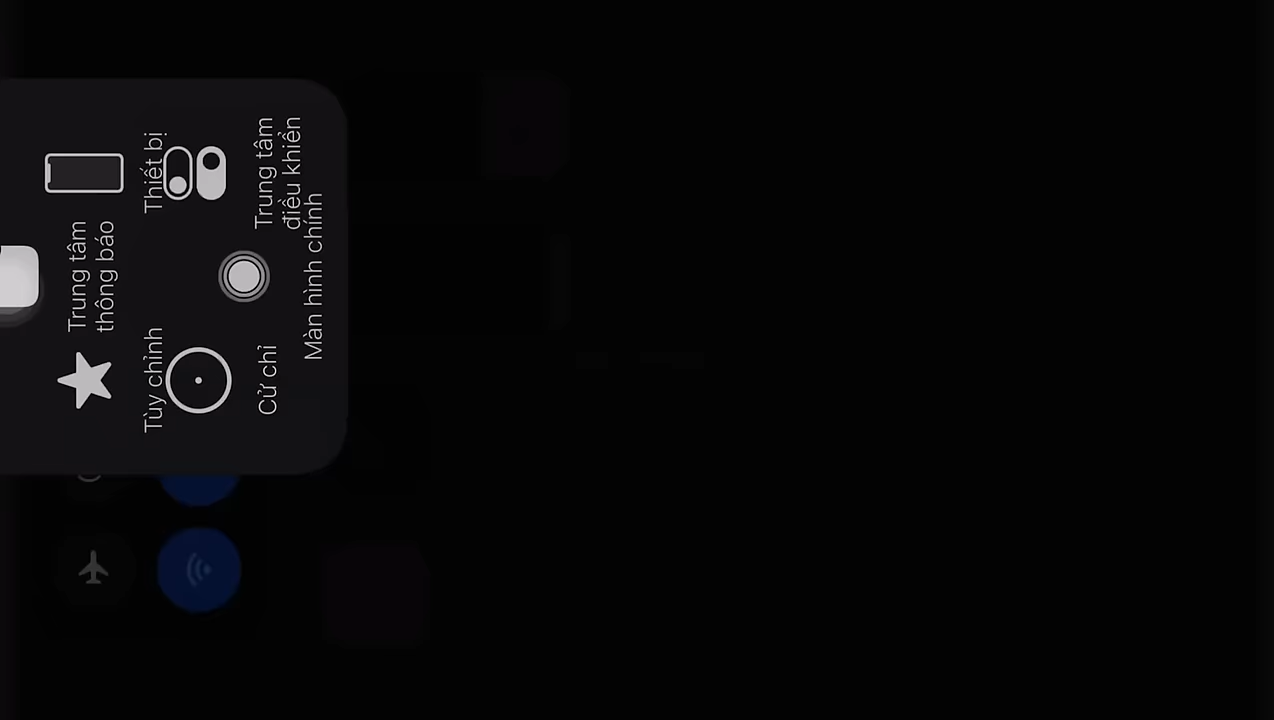 Trung tâm
thông báo
Tùy chỉnh
Thiết bị
Cử chỉ
Trung tâm
điều khiển
Màn hình chính